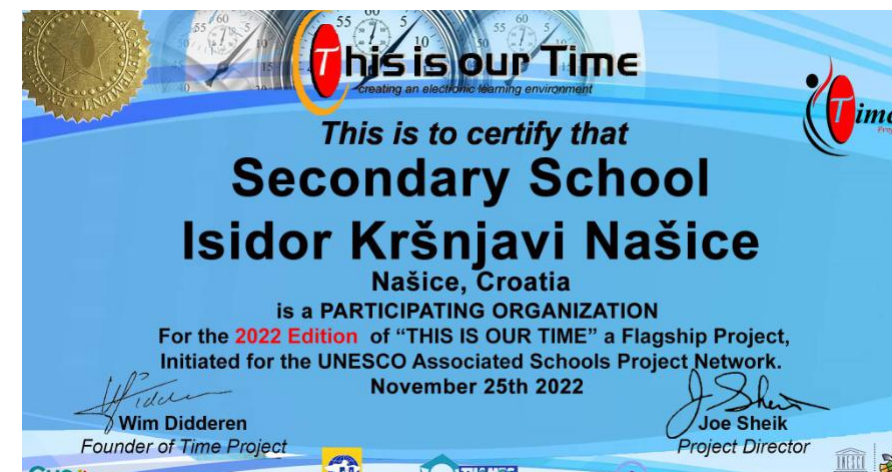 This is our Time
creating an electronic learning environment
Time
This is to certify that
Secondary School
Isidor Kršnjavi Našice
Našice, Croatia
is a PARTICIPATING ORGANIZATION
For the 2022 Edition of “THIS IS OUR TIME” a Flagship Project,
Initiated for the UNESCO Associated Schools Project Network.
November 25th 2022
Wim Didderen
Joe Sheik
Founder of Time Project
Project Director